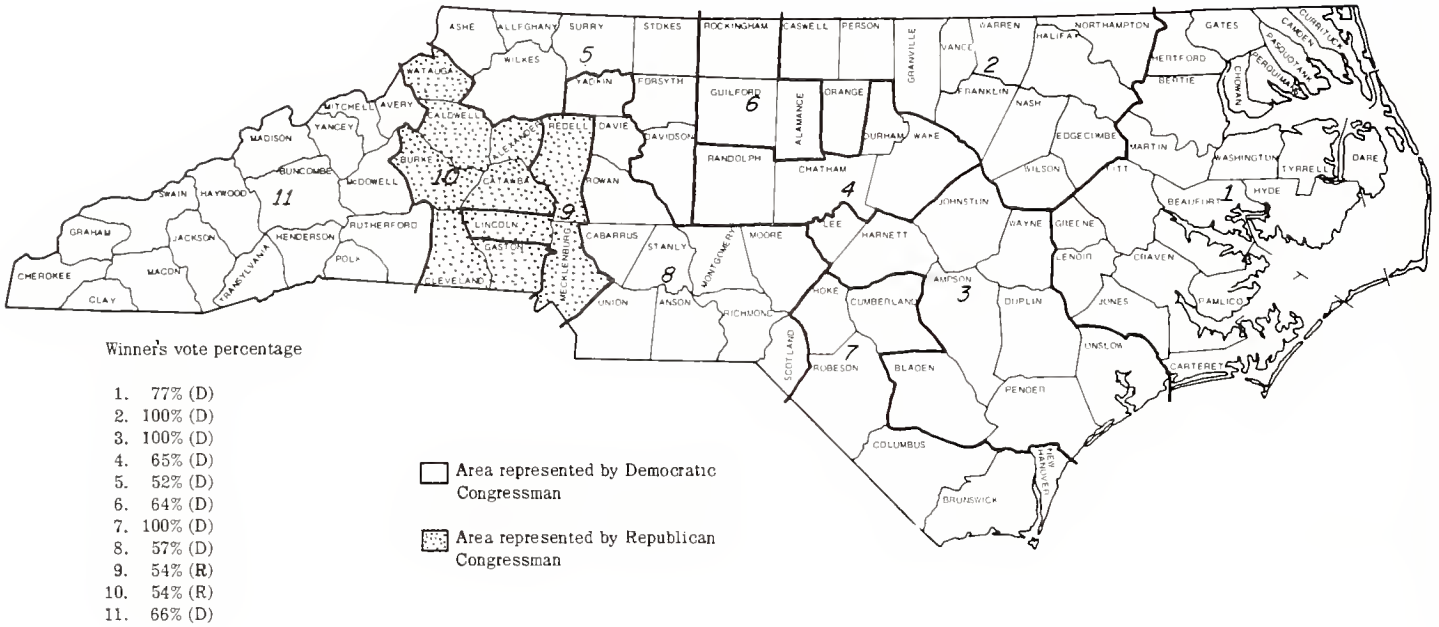 ASHE
ALLEGHANY
SURRY
STOKES
ROCKINGHAM
CASWELL
PERSON
GRANVILLE
VANCE
WARREN
HALIFAX
NORTHAMPTON
GATES
CURRITUCK
CAMDEN
PASQUOTANK
PERQUIMANS
CHOWAN
HERTFORD
BERTIE
5
WILKES
WATAUGA
YADKIN
FORSYTH
GUILFORD
6
ALAMANCE
ORANGE
DURHAM
2
FRANKLIN
NASH
EDGECOMBE
MARTIN
WASHINGTON
TYRRELL
DARE
MITCHELL
AVERY
YANCEY
MADISON
CALDWELL
ALEXANDER
IREDELL
DAVIE
DAVIDSON
RANDOLPH
CHATHAM
4
WAKE
WILSON
PITT
BEAUFORT
1
HYDE
BURKE
10
CATAWBA
ROWAN
BUNCOMBE
McDOWELL
SWAIN
HAYWOOD
11
JOHNSTON
WAYNE
GREENE
LENOIR
CRAVEN
GRAHAM
JACKSON
HENDERSON
RUTHERFORD
POLK
LINCOLN
GASTON
CLEVELAND
9
MECKLENBURG
CABARRUS
STANLY
MONTGOMERY
MOORE
LEE
HARNETT
CHEROKEE
MACON
CLAY
TRANSYLVANIA
8
UNION
ANSON
RICHMOND
SCOTLAND
HOKE
CUMBERLAND
SAMPSON
3
DUPLIN
JONES
PAMLICO
7
ROBESON
BLADEN
PENDER
ONSLOW
CARTERET
COLUMBUS
BRUNSWICK
NEW HANOVER
Winner's vote percentage
1. 77% (D)
2. 100% (D)
3. 100% (D)
4. 65% (D)
5. 52% (D)
6. 64% (D)
7. 100% (D)
8. 57% (D)
9. 54% (R)
10. 54% (R)
11. 66% (D)
Area represented by Democratic
Congressman
Area represented by Republican
Congressman